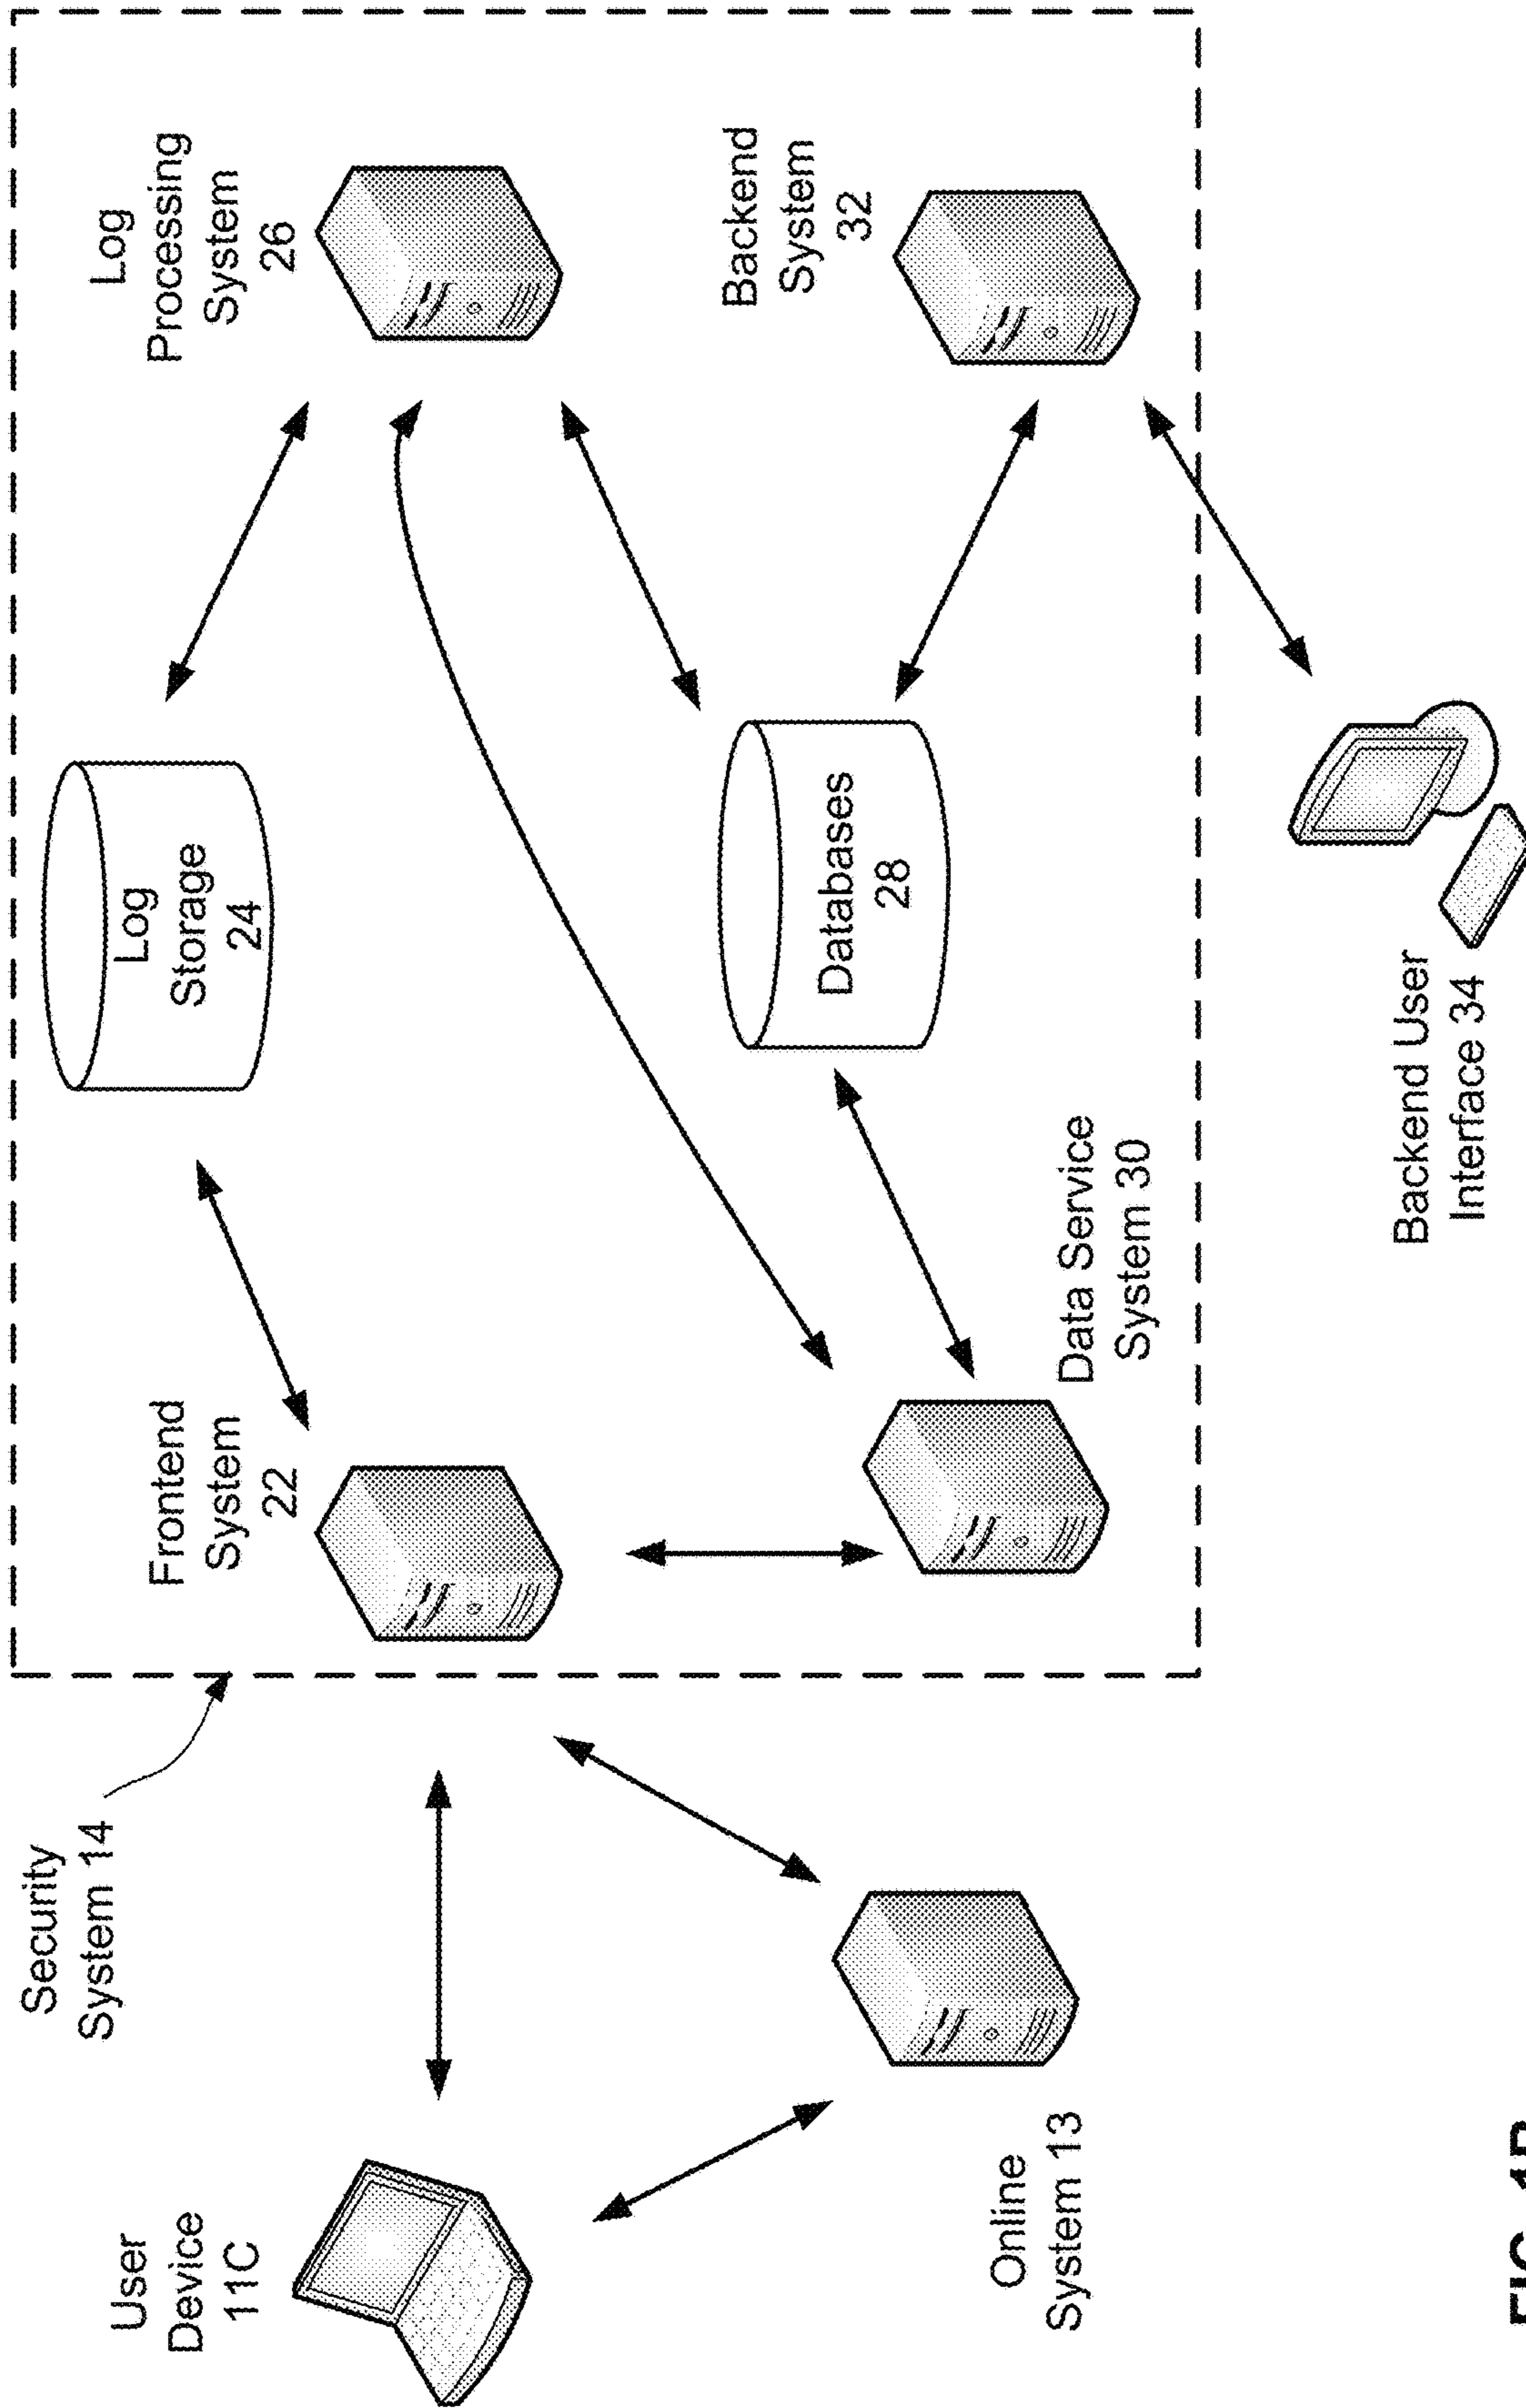 Security
System 14
User
Device
11C
Online
System 13
Frontend
System
22
Log
Storage
24
Log
Processing
System
26
Data Service
System 30
Databases
28
Backend
System
32
Backend User
Interface 34